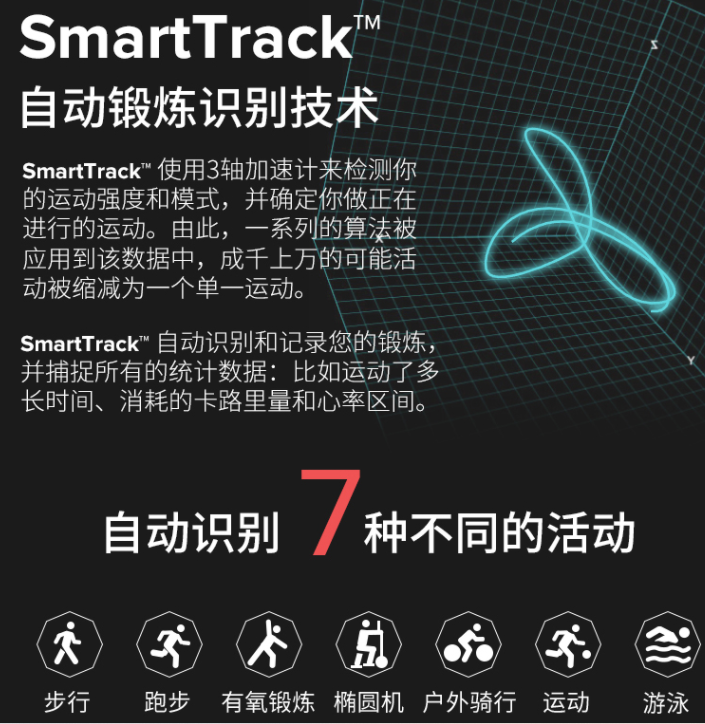 SmartTrack™
自动锻炼识别技术
SmartTrack™ 使用3轴加速计来检测你
的运动强度和模式，并确定你做正在
进行的运动。由此，一系列的算法被
应用到该数据中，成千上万的可能活
动被缩减为一个单一运动。
SmartTrack™ 自动识别和记录您的锻炼，
并捕捉所有的统计数据：比如运动了多
长时间、消耗的卡路里量和心率区间。
自动识别 7 种不同的活动
步行 跑步 有氧锻炼 椭圆机 户外骑行 运动 游泳
Z
X
Y